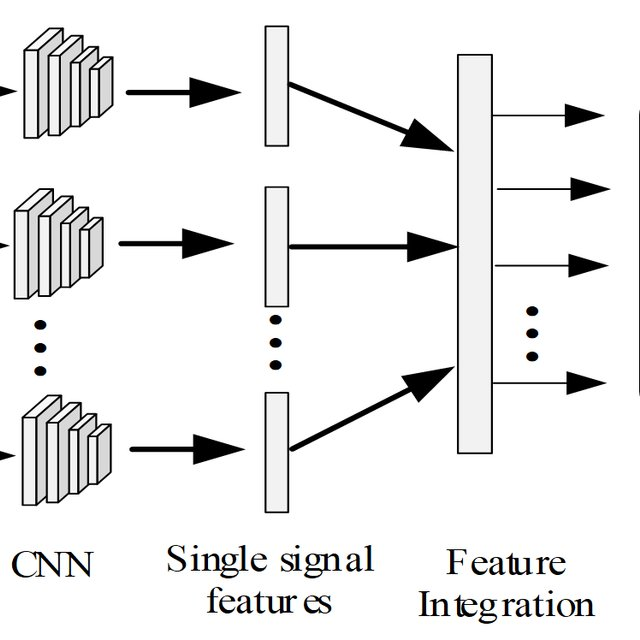 CNN
Single signal
features
Feature
Integration